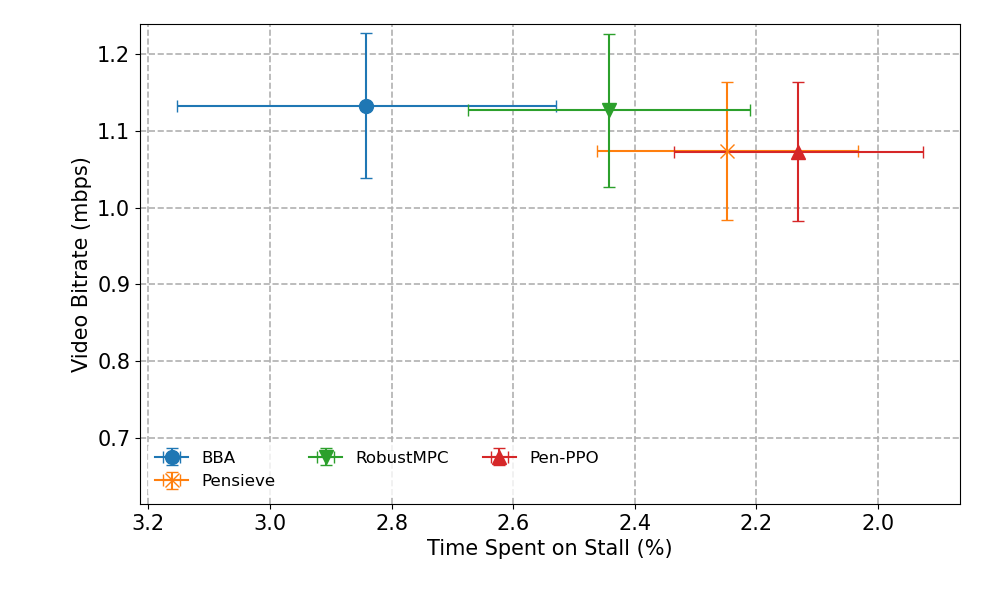 1.2
1.1
1.0
0.9
0.8
0.7
Video Bitrate (mbps)
BBA RobustMPC Pen-PPO
Pensieve
3.2 3.0 2.8 2.6 2.4 2.2 2.0
Time Spent on Stall (%)